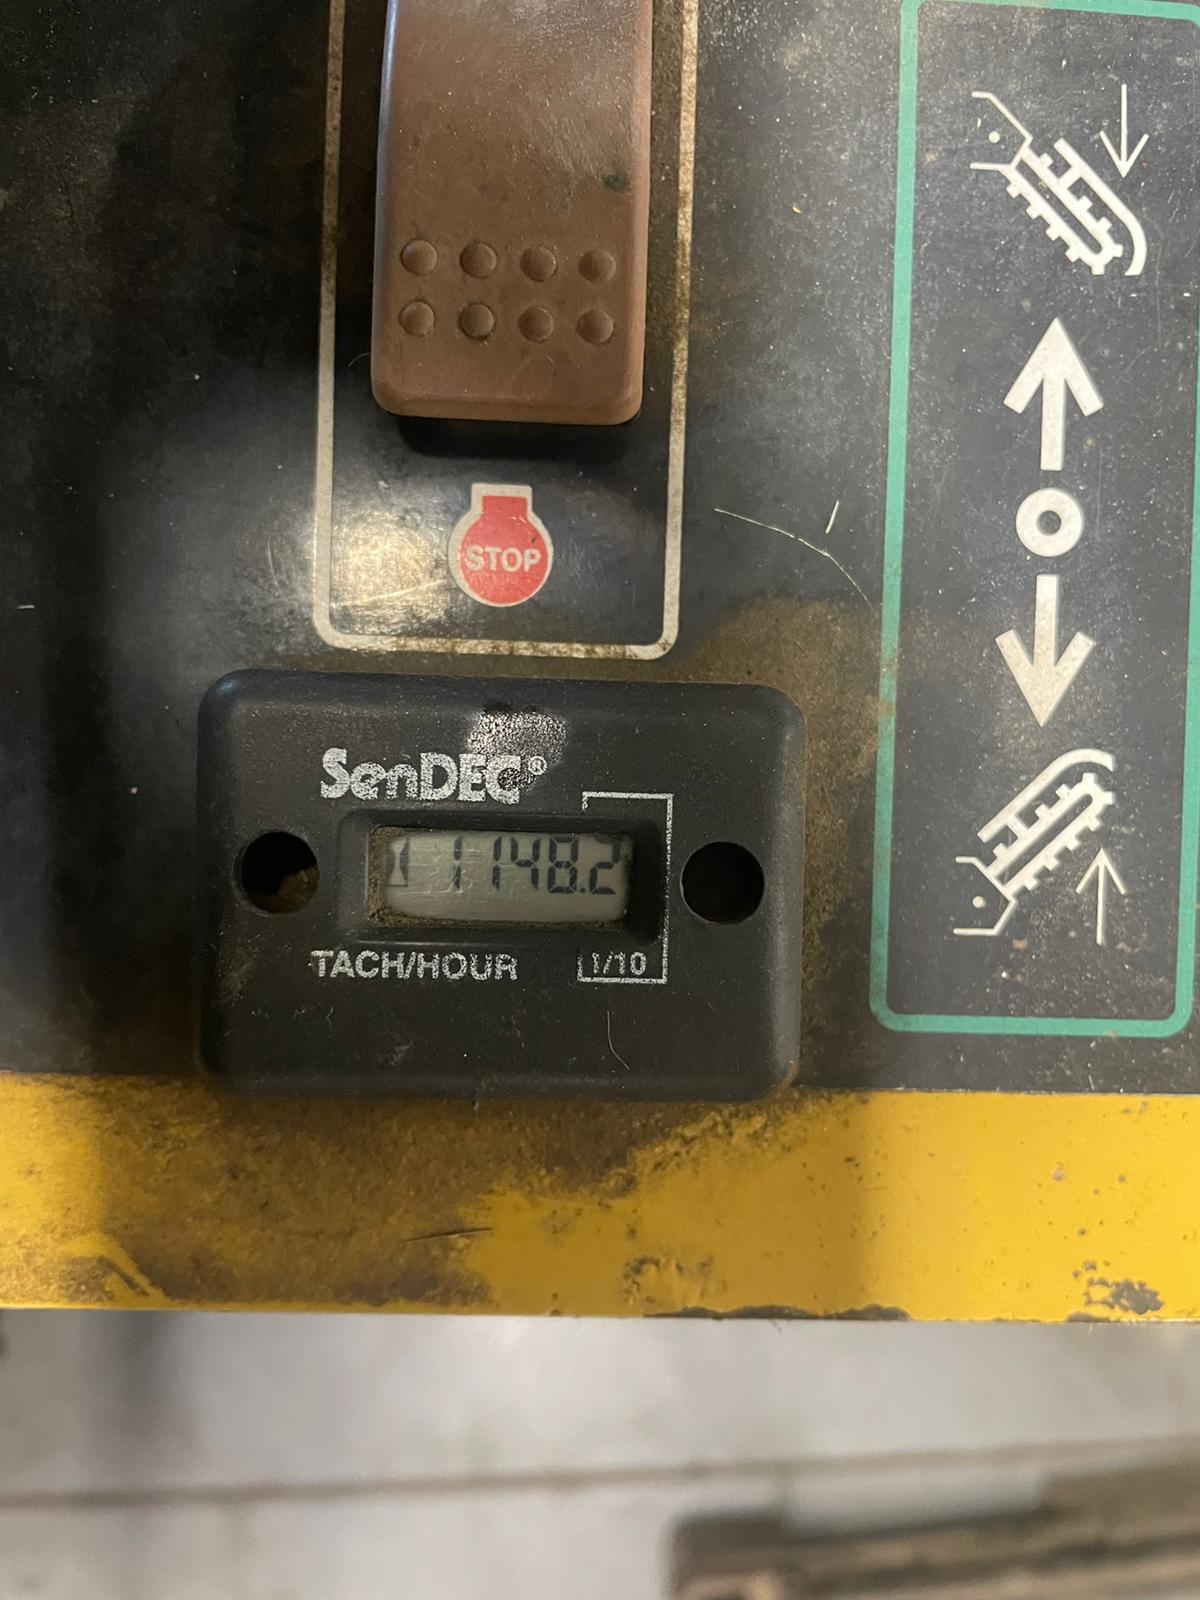 STOP
SenDEC®
1148.2
TACH/HOUR
1/10